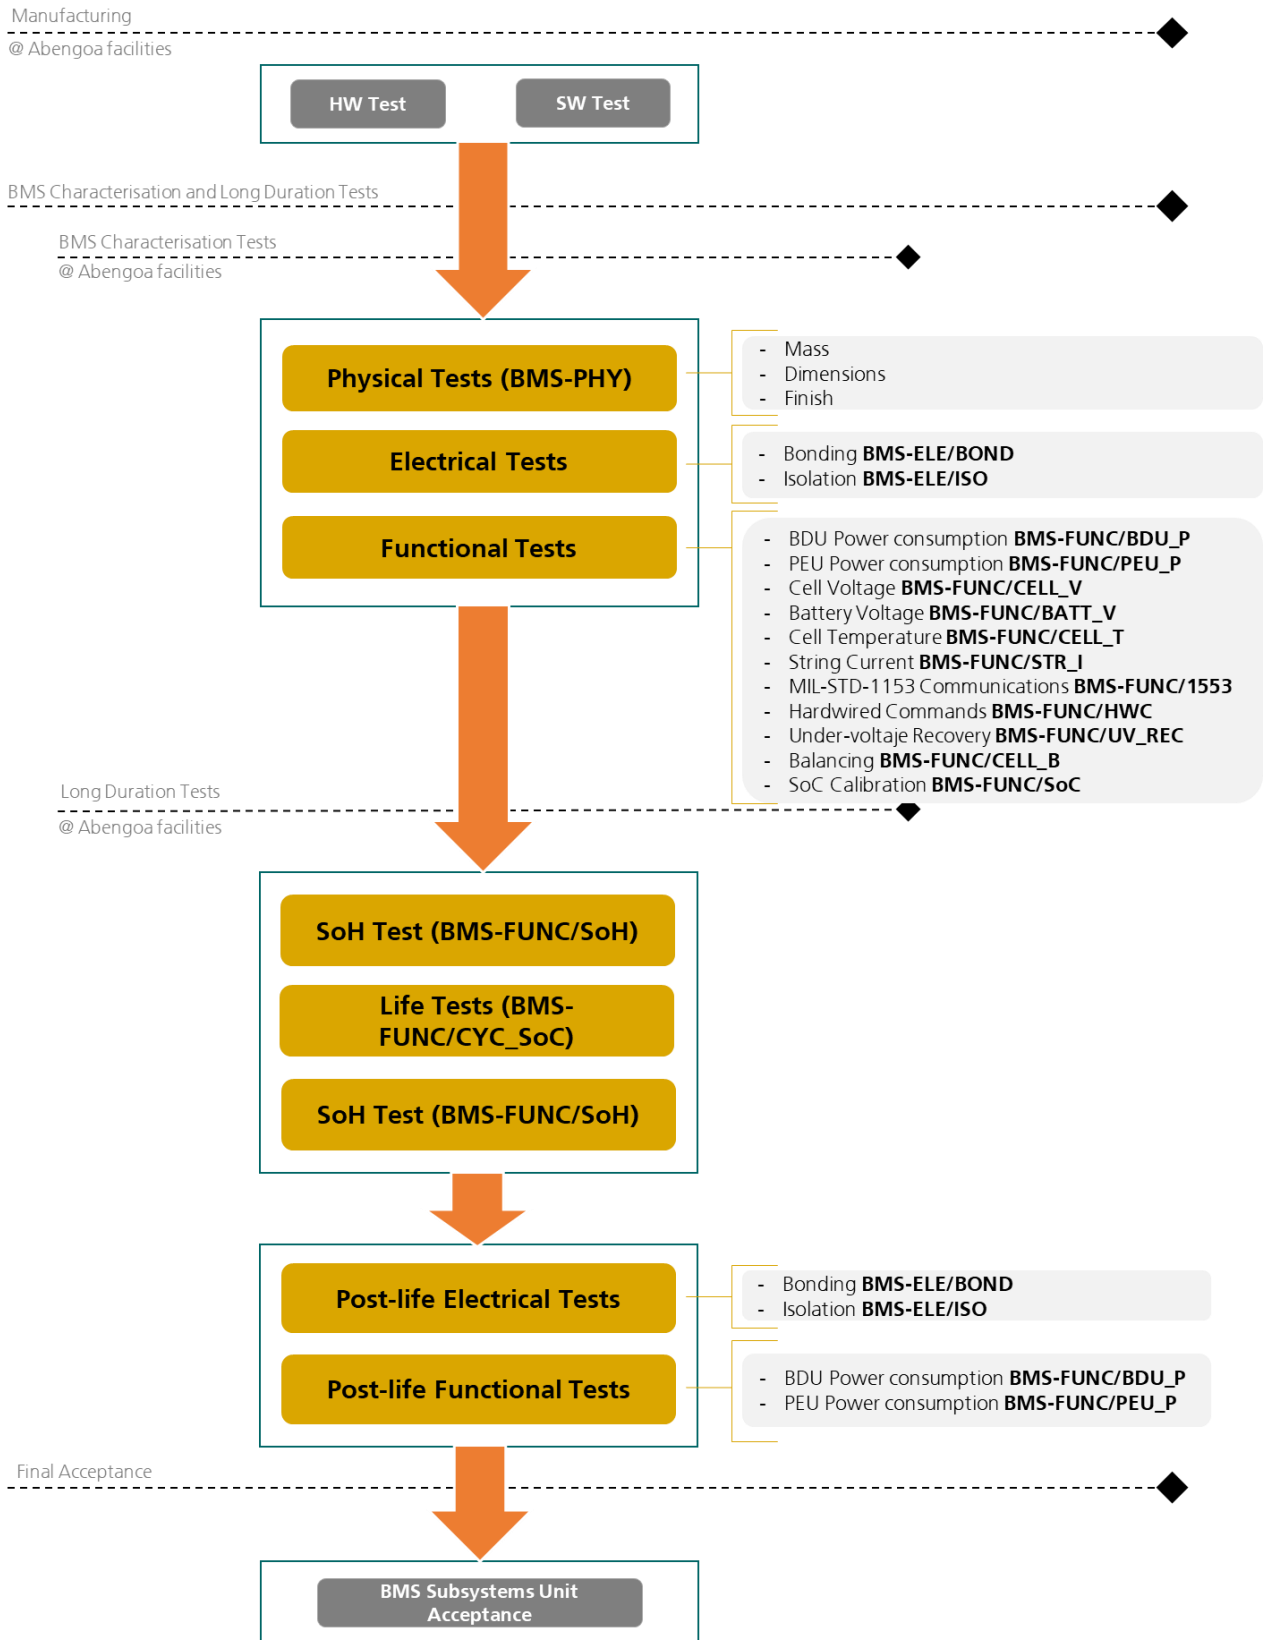 Manufacturing
@ Abengoa facilities
HW Test
SW Test
BMS Characterisation and Long Duration Tests
BMS Characterisation Tests
@ Abengoa facilities
Physical Tests (BMS-PHY)
- Mass
- Dimensions
- Finish
Electrical Tests
- Bonding BMS-ELE/BOND
- Isolation BMS-ELE/ISO
Functional Tests
- BDU Power consumption BMS-FUNC/BDU_P
- PEU Power consumption BMS-FUNC/PEU_P
- Cell Voltage BMS-FUNC/CELL_V
- Battery Voltage BMS-FUNC/BATT_V
- Cell Temperature BMS-FUNC/CELL_T
- String Current BMS-FUNC/STR_I
- MIL-STD-1153 Communications BMS-FUNC/1553
- Hardwired Commands BMS-FUNC/HWC
- Under-voltaje Recovery BMS-FUNC/UV_REC
- Balancing BMS-FUNC/CELL_B
- SoC Calibration BMS-FUNC/SoC
Long Duration Tests
@ Abengoa facilities
SoH Test (BMS-FUNC/SoH)
Life Tests (BMS-
FUNC/CYC_SoC)
SoH Test (BMS-FUNC/SoH)
Post-life Electrical Tests
- Bonding BMS-ELE/BOND
- Isolation BMS-ELE/ISO
Post-life Functional Tests
- BDU Power consumption BMS-FUNC/BDU_P
- PEU Power consumption BMS-FUNC/PEU_P
Final Acceptance
BMS Subsystems Unit
Acceptance